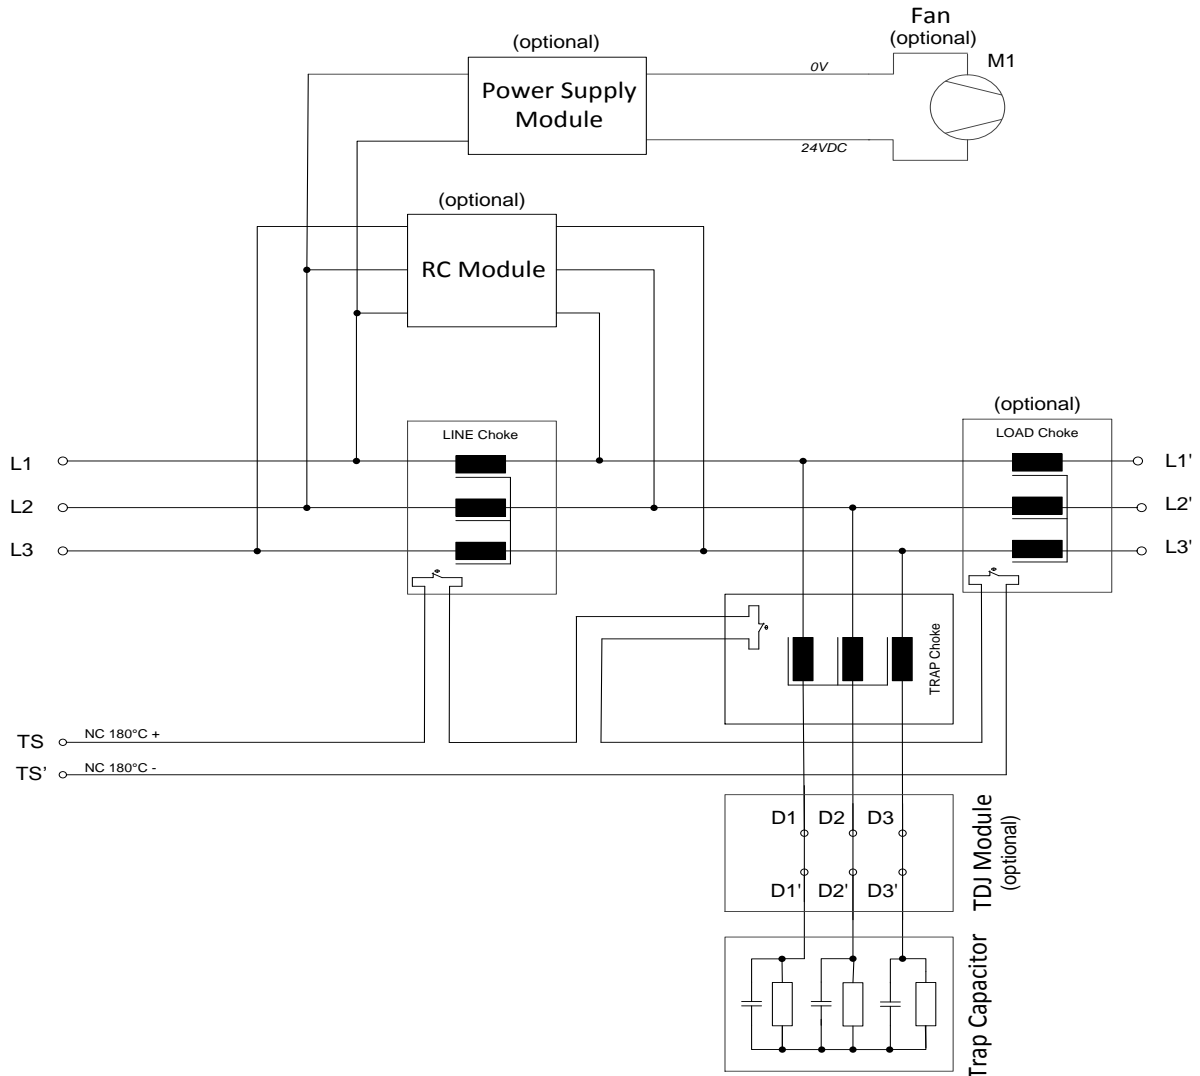 Fan
(optional)
M1
(optional)
Power Supply
Module
0V
24VDC
(optional)
RC Module
(optional)
LINE Choke
LOAD Choke
L1
L1'
L2
L2'
L3
L3'
TRAP Choke
TS
NC 180°C +
TS'
NC 180°C -
D1 D2 D3
D1' D2' D3'
TDJ Module
(optional)
Trap Capacitor